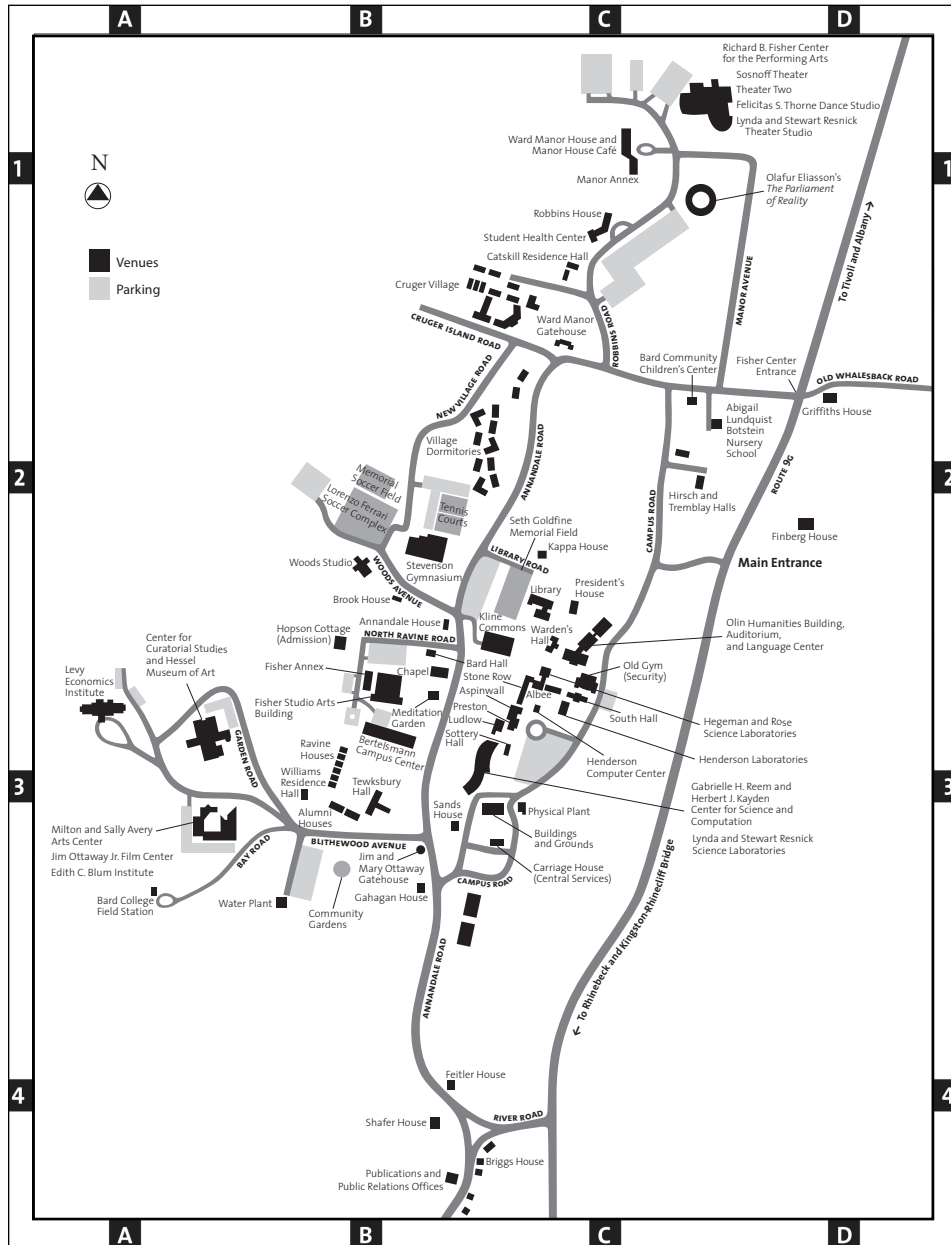 A
B
C
D
Richard B. Fisher Center
for the Performing Arts
Sosnoff Theater
Theater Two
Felicitas S. Thorne Dance Studio
Lynda and Stewart Resnick
Theater Studio
Ward Manor House and
Manor House Café
1
1
N
Manor Annex
Olafur Eliasson's
The Parliament
of Reality
Robbins House
Student Health Center
Venues
Catskill Residence Hall
Parking
Cruger Village
To Tivoli and Albany →
MANOR AVENUE
CRUGER ISLAND ROAD
Ward Manor
Gatehouse
ROBBINS ROAD
Bard Community
Children's Center
Fisher Center
Entrance
OLD WHALESBACK ROAD
NEW VILLAGE ROAD
Griffiths House
Abigail
Lundquist
Botstein
Nursery
School
Village
Dormitories
ANNANDALE ROAD
2
2
ROUTE 9G
Memorial
Soccer Field
Lorenzo Ferrari
Soccer Complex
Tennis
Courts
Hirsch and
Tremblay Halls
CAMPUS ROAD
Seth Goldfine
Memorial Field
Finberg House
Kappa House
LIBRARY ROAD
Woods Studio
Stevenson
Gymnasium
Main Entrance
WOODS AVENUE
Library
President's
House
Brook House
Annandale House
Kline
Commons
Warden's
Hall
Olin Humanities Building,
Auditorium,
and Language Center
Hopson Cottage
(Admission)
NORTH RAVINE ROAD
Center for
Curatorial Studies
and Hessel
Museum of Art
Bard Hall
Levy
Economics
Institute
Fisher Annex
Chapel
Stone Row
Old Gym
(Security)
Aspinwall
Albee
Fisher Studio Arts
Building
Meditation
Garden
Preston
Ludlow
South Hall
Hegeman and Rose
Science Laboratories
Sottery
Hall
Bertelsmann
Campus Center
GARDEN ROAD
Ravine
Houses
Henderson
Computer Center
Henderson Laboratories
Williams
Residence
Hall
Tewksbury
Hall
3
3
Gabrielle H. Reem and
Herbert J. Kayden
Center for Science and
Computation
Alumni
Houses
Sands
House
Physical Plant
Milton and Sally Avery
Arts Center
Buildings
and Grounds
Lynda and Stewart Resnick
Science Laboratories
Jim Ottaway Jr. Film Center
Edith C. Blum Institute
BAY ROAD
BLITHEWOOD AVENUE
Jim and
Mary Ottaway
Gatehouse
Carriage House
(Central Services)
CAMPUS ROAD
Bard College
Field Station
Water Plant
Community
Gardens
Gahagan House
← To Rhinebeck and Kingston-Rhinecliff Bridge
ANNANDALE ROAD
Feitler House
4
4
Shafer House
RIVER ROAD
Briggs House
Publications and
Public Relations Offices
A
B
C
D